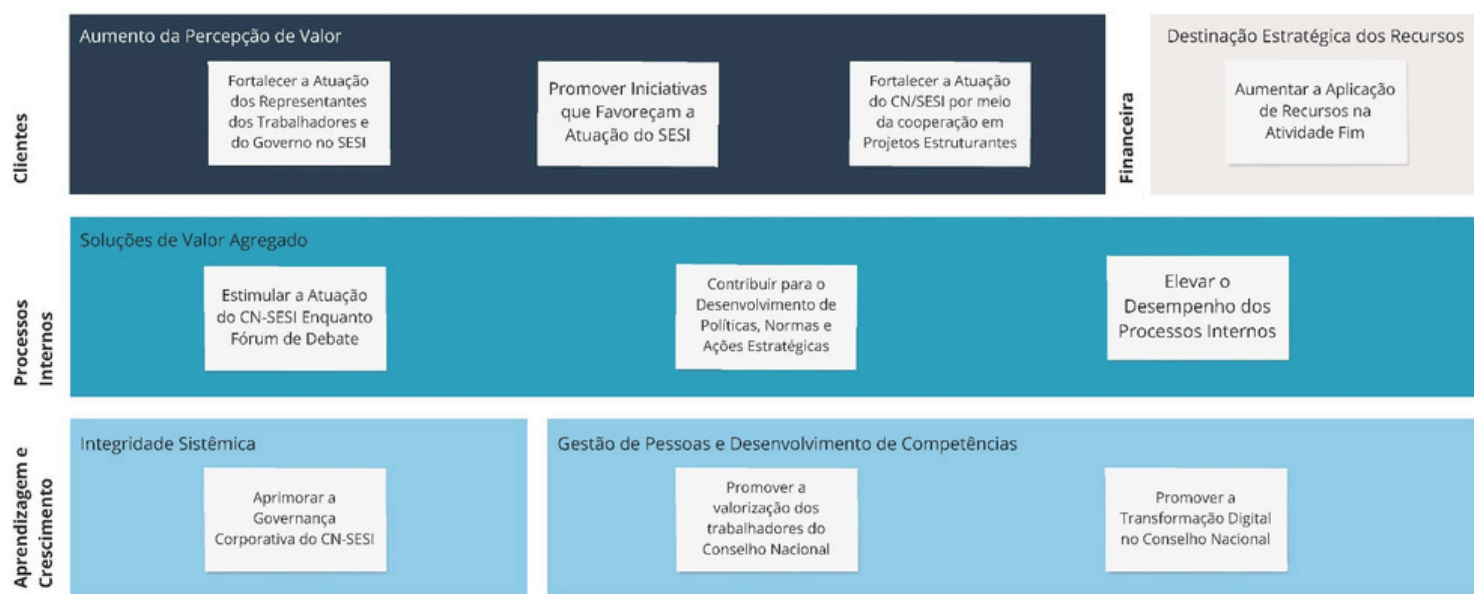 Clientes
Aumento da Percepção de Valor
Fortalecer a Atuação
dos Representantes
dos Trabalhadores e
do Governo no SESI
Promover Iniciativas
que Favoreçam a
Atuação do SESI
Fortalecer a Atuação
do CN/SESI por meio
da cooperação em
Projetos Estruturantes
Financeira
Destinação Estratégica dos Recursos
Aumentar a Aplicação
de Recursos na
Atividade Fim
Processos
Internos
Soluções de Valor Agregado
Estimular a Atuação
do CN-SESI Enquanto
Fórum de Debate
Contribuir para o
Desenvolvimento de
Políticas, Normas e
Ações Estratégicas
Elevar o
Desempenho dos
Processos Internos
Aprendizagem e
Crescimento
Integridade Sistêmica
Aprimorar a
Governança
Corporativa do CN-SESI
Gestão de Pessoas e Desenvolvimento de Competências
Promover a
valorização dos
trabalhadores do
Conselho Nacional
Promover a
Transformação Digital
no Conselho Nacional